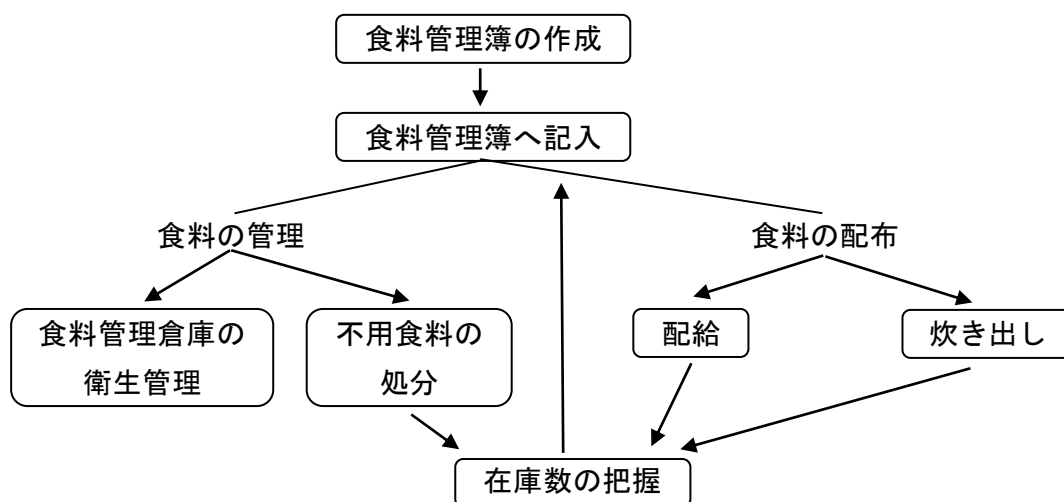 食料管理簿の作成
食料管理簿へ記入
食料の管理
食料の配布
食料管理倉庫の
衛生管理
不用食料の
処分
配給
炊き出し
在庫数の把握